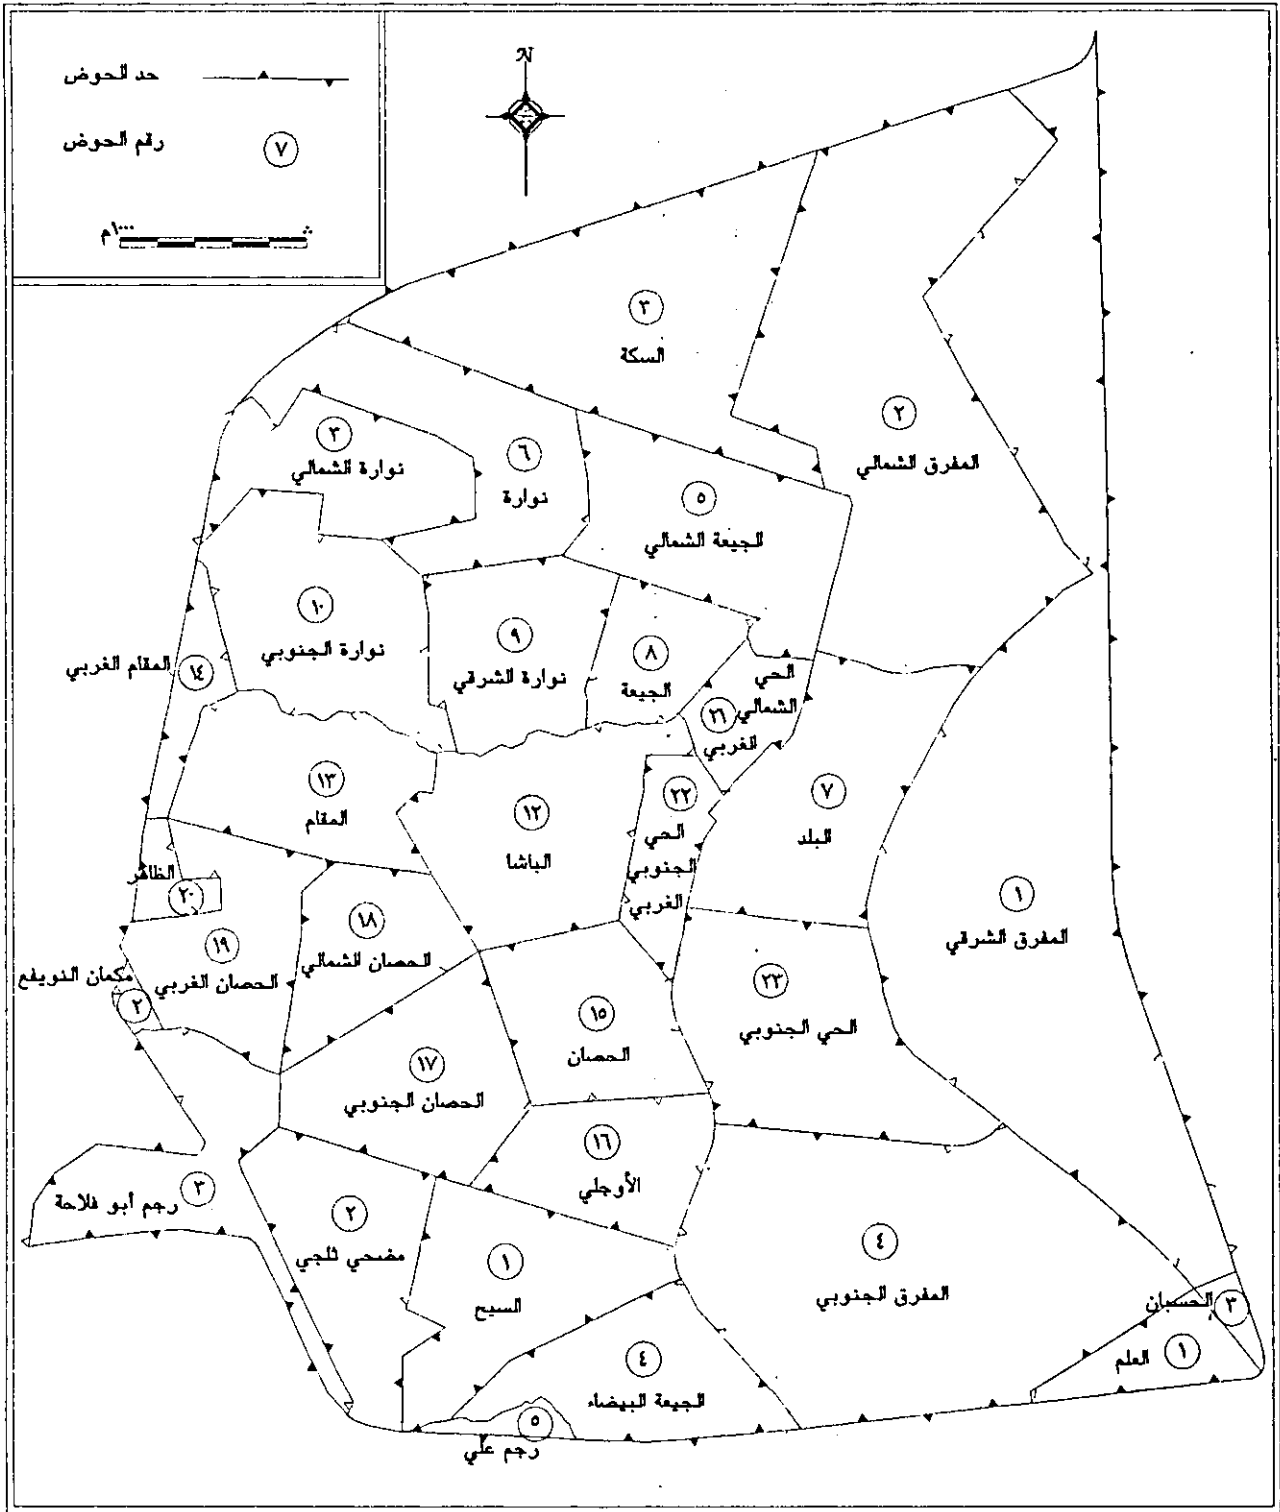 حد الحوض
رقم الحوض
٧
١٠٠٠م
N
٣
السكة
٢
المفرق الشمالي
٣
نوارة الشمالي
٦
نوارة
٥
الجيعة الشمالي
١٠
نوارة الجنوبي
٩
نوارة الشرقي
٨
الجيعة
المقام الغربي
١٤
الحي
الشمالي
٢١
الغربي
١٣
المقام
١٢
الباشا
٢٢
الحي
الجنوبي
الغربي
٧
البلد
الظاهر
٢٠
١
المفرق الشرقي
١٩
الحصان الغربي
١٨
الحصان الشمالي
مكمان النويفع
٢
٢٣
الحي الجنوبي
١٥
الحصان
١٧
الحصان الجنوبي
١٦
الأوجلي
٣
رجم أبو فلاحة
٢
مضحي ثلجي
١
السيح
٤
المفرق الجنوبي
الحسبان
٣
العلم
١
٤
الجيعة البيضاء
٥
رجم علي